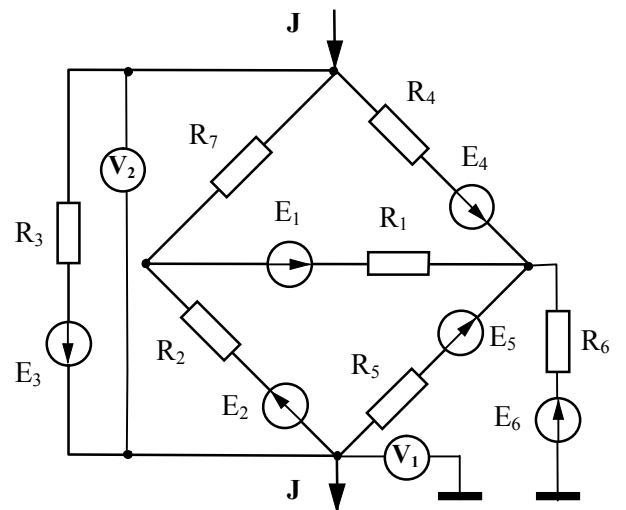 J
R₄
R₇
E₄
V₂
E₁
R₁
R₃
E₅
R₂
R₅
R₆
E₃
E₂
E₆
V₁
J